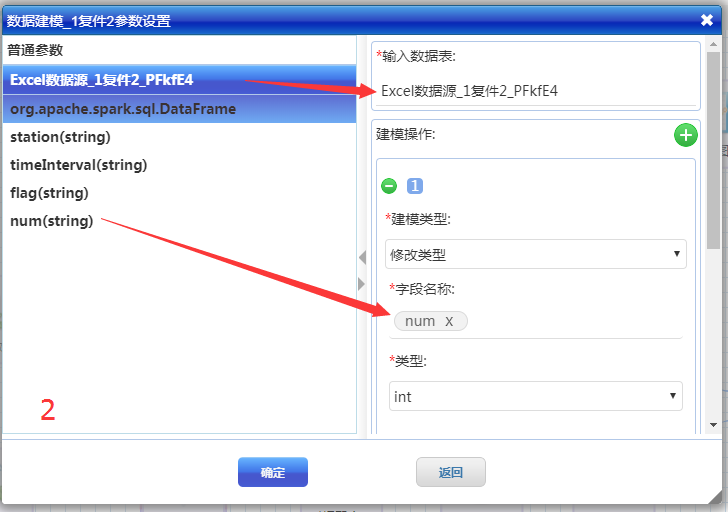 数据建模_1复件2参数设置
普通参数
Excel数据源_1复件2_PFkfE4
org.apache.spark.sql.DataFrame
station(string)
timeInterval(string)
flag(string)
num(string)
2
*输入数据表:
Excel数据源_1复件2_PFkfE4
建模操作:
1
*建模类型:
修改类型
*字段名称:
num X
*类型:
int
确定
返回